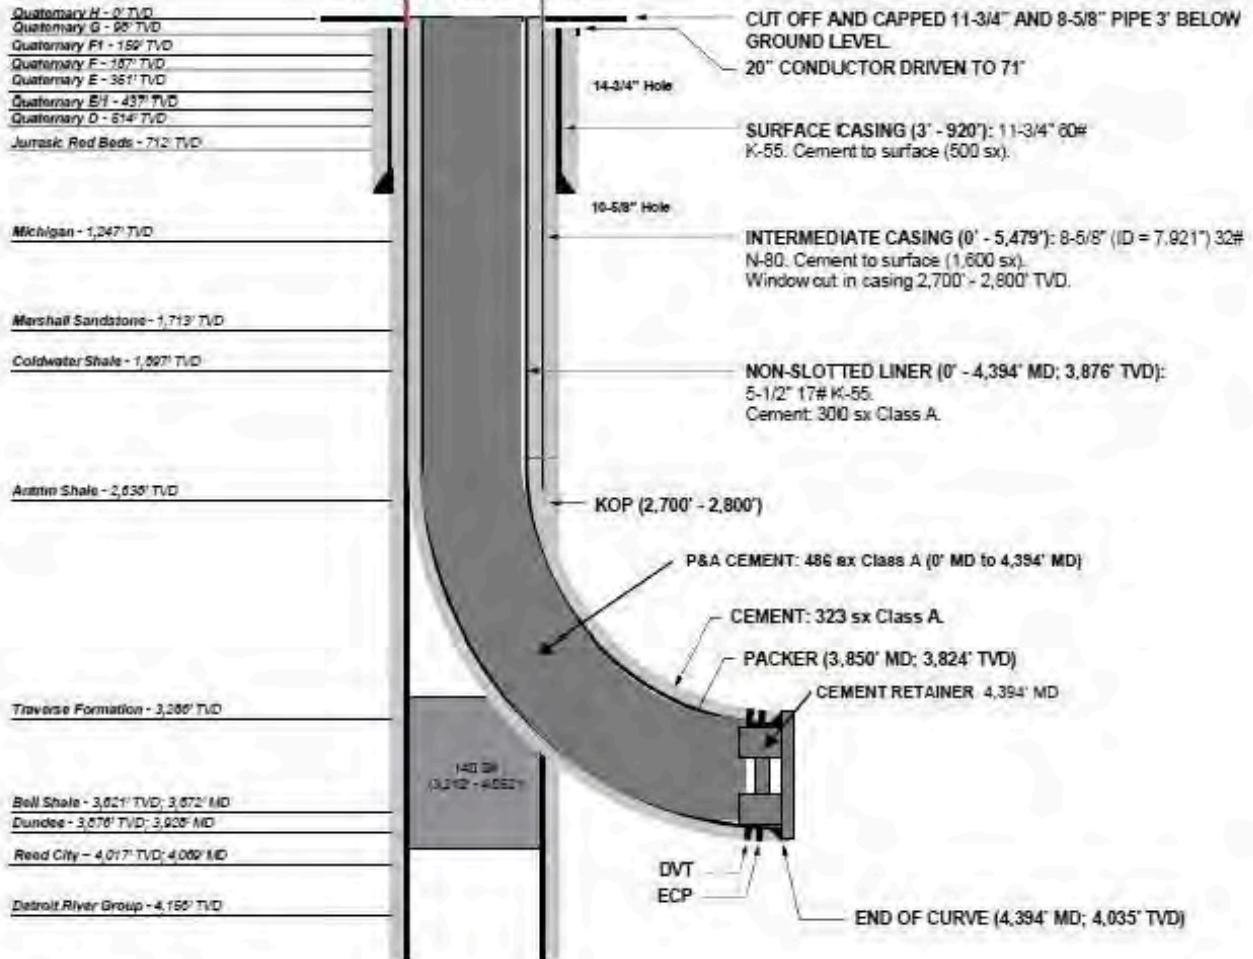 Quaternary H - 0' TVD
Quaternary G - 95' TVD
Quaternary F1 - 159' TVD
Quaternary F - 187' TVD
Quaternary E - 361' TVD
Quaternary E/1 - 437' TVD
Quaternary D - 614' TVD
Jurrasic Red Beds - 712' TVD
Michigan - 1,247' TVD
Marshall Sandstone - 1,713' TVD
Coldwater Shale - 1,897' TVD
Antrim Shale - 2,636' TVD
Traverse Formation - 3,286' TVD
Bell Shale - 3,621' TVD; 3,672' MD
Dundee - 3,876' TVD; 3,928' MD
Reed City - 4,017' TVD; 4,069' MD
Detroit River Group - 4,155' TVD
14-3/4" Hole
10-5/8" Hole
140 SX
CUT OFF AND CAPPED 11-3/4" AND 8-5/8" PIPE 3' BELOW
GROUND LEVEL
20" CONDUCTOR DRIVEN TO 71'
SURFACE CASING (3' - 920'): 11-3/4" 60#
K-55. Cement to surface (500 sx).
INTERMEDIATE CASING (0' - 5,479'): 8-5/8" (ID = 7.921") 32#
N-80. Cement to surface (1,600 sx).
Window cut in casing 2,700' - 2,800' TVD.
NON-SLOTTED LINER (0' - 4,394' MD; 3,876' TVD):
5-1/2" 17# K-55.
Cement: 300 sx Class A.
KOP (2,700' - 2,800')
P&A CEMENT: 486 sx Class A (0' MD to 4,394' MD)
CEMENT: 323 sx Class A.
PACKER (3,850' MD; 3,824' TVD)
CEMENT RETAINER 4,394' MD
DVT
ECP
END OF CURVE (4,394' MD; 4,035' TVD)